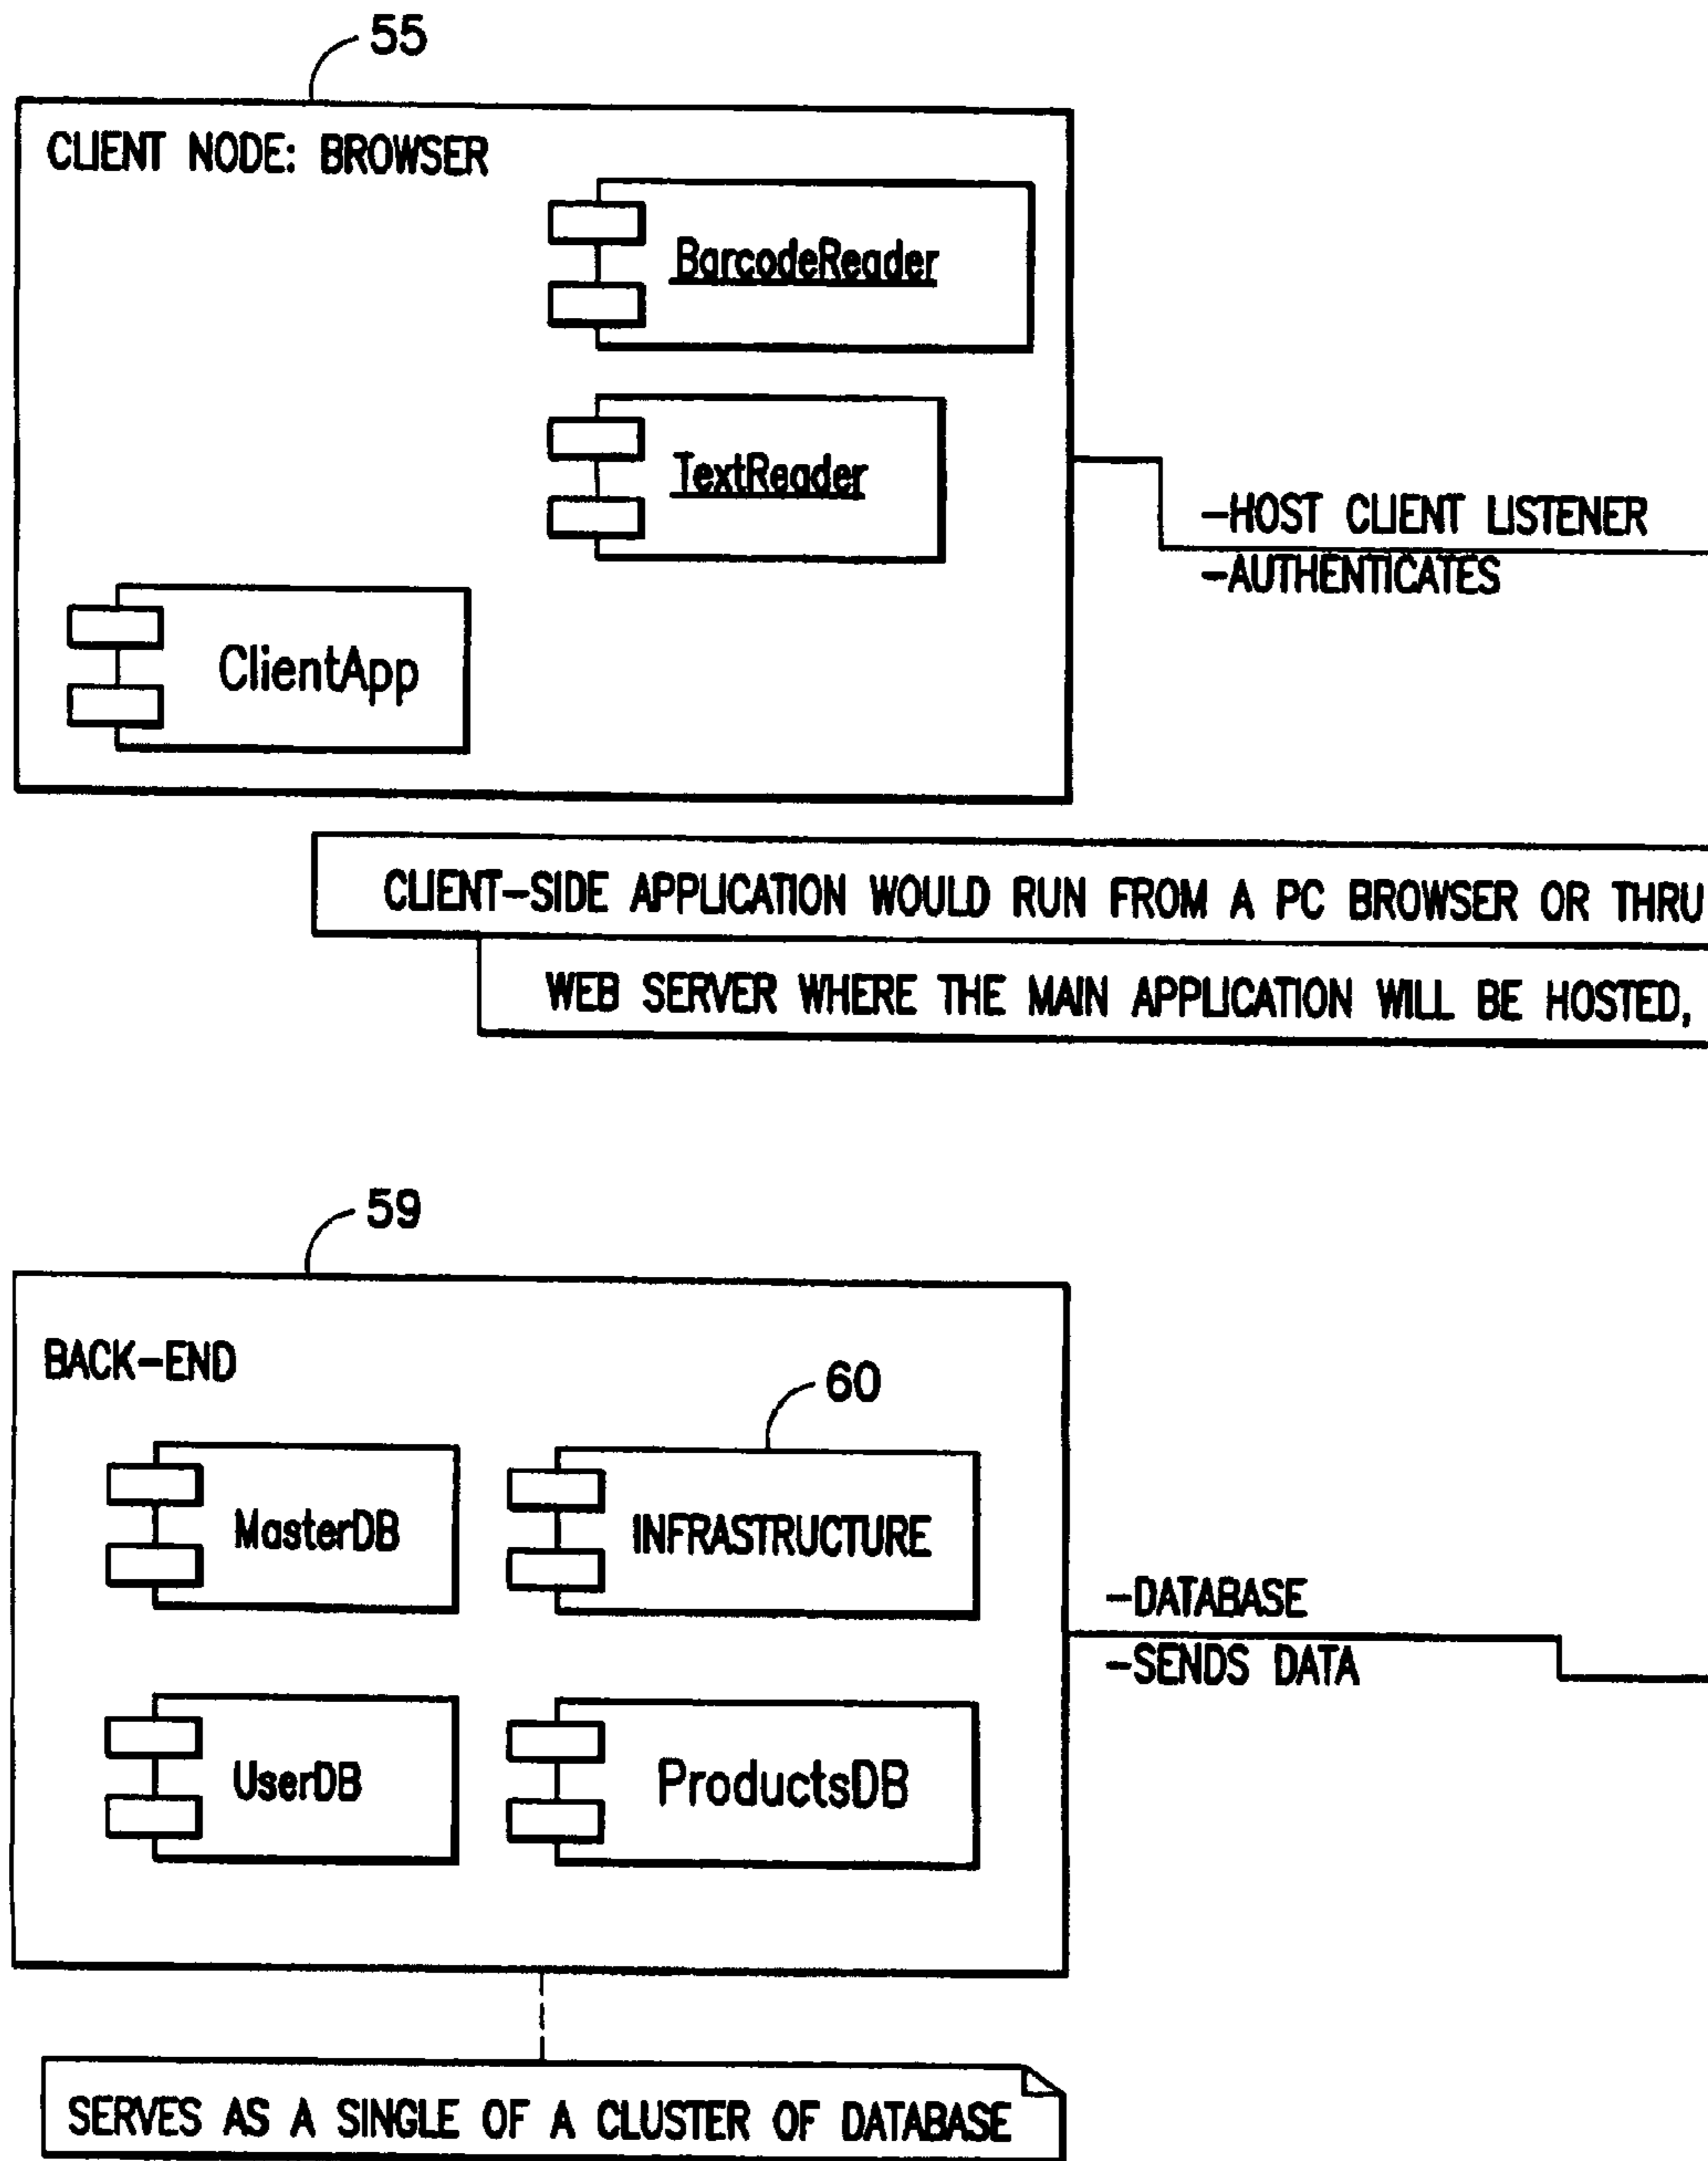 55
CLIENT NODE: BROWSER
BarcodeReader
TextReader
ClientApp
-HOST CLIENT LISTENER
-AUTHENTICATES
CLIENT-SIDE APPLICATION WOULD RUN FROM A PC BROWSER OR THRU
WEB SERVER WHERE THE MAIN APPLICATION WILL BE HOSTED,
59
BACK-END
60
MasterDB
INFRASTRUCTURE
UserDB
ProductsDB
-DATABASE
-SENDS DATA
SERVES AS A SINGLE OF A CLUSTER OF DATABASE